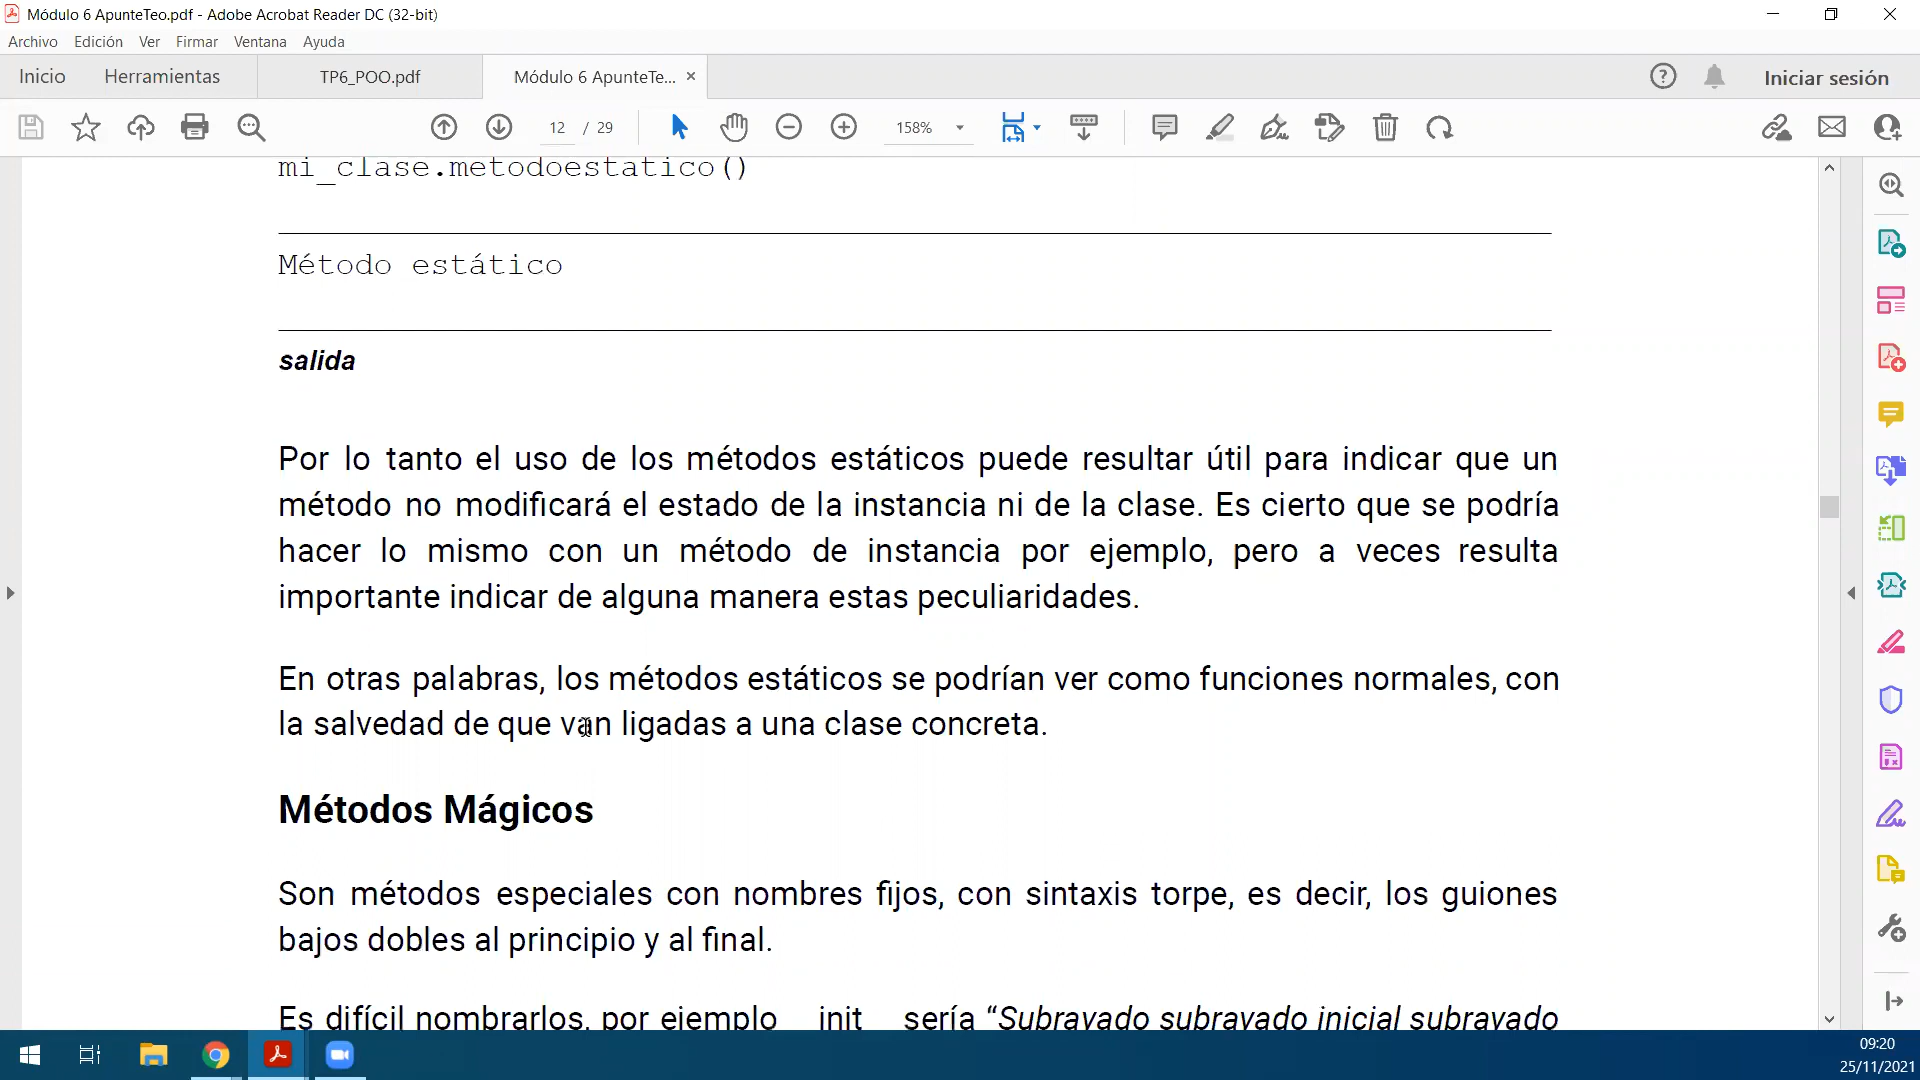 Módulo 6 ApunteTeo.pdf - Adobe Acrobat Reader DC (32-bit)
Archivo Edición Ver Firmar Ventana Ayuda
Inicio Herramientas TP6_POO.pdf Módulo 6 ApunteTe... × Iniciar sesión
12 / 29 158%
mi_clase.metodoestatico()
Método estático
salida
Por lo tanto el uso de los métodos estáticos puede resultar útil para indicar que un
método no modificará el estado de la instancia ni de la clase. Es cierto que se podría
hacer lo mismo con un método de instancia por ejemplo, pero a veces resulta
importante indicar de alguna manera estas peculiaridades.
En otras palabras, los métodos estáticos se podrían ver como funciones normales, con
la salvedad de que van ligadas a una clase concreta.
Métodos Mágicos
Son métodos especiales con nombres fijos, con sintaxis torpe, es decir, los guiones
bajos dobles al principio y al final.
Es difícil nombrarlos, por ejemplo init sería “Subrayado subrayado inicial subrayado
09:20
25/11/2021